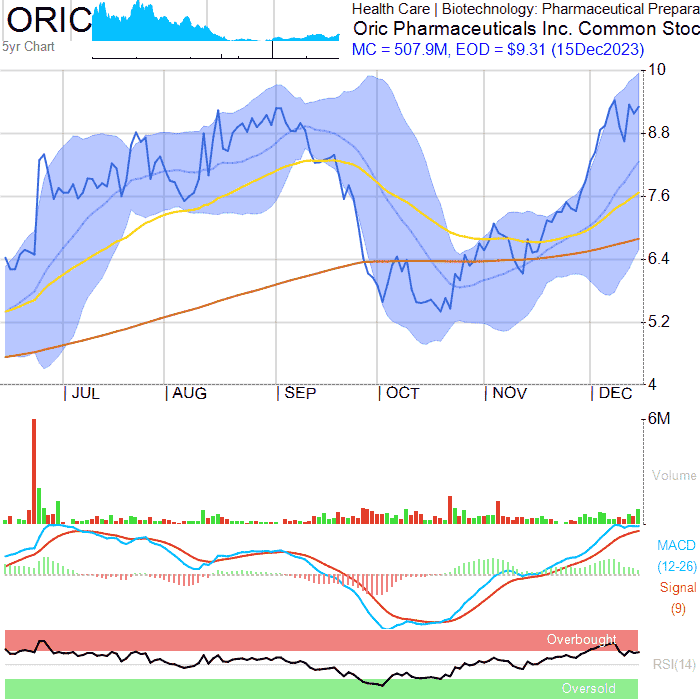 ORIC
5yr Chart
Health Care | Biotechnology: Pharmaceutical Prepara
Oric Pharmaceuticals Inc. Common Stoc
MC = 507.9M, EOD = $9.31 (15Dec2023)
10
8.8
7.6
6.4
5.2
4
JUL AUG SEP OCT NOV DEC
6M
Volume
MACD
(12-26)
Signal
(9)
Overbought
RSI(14)
Oversold